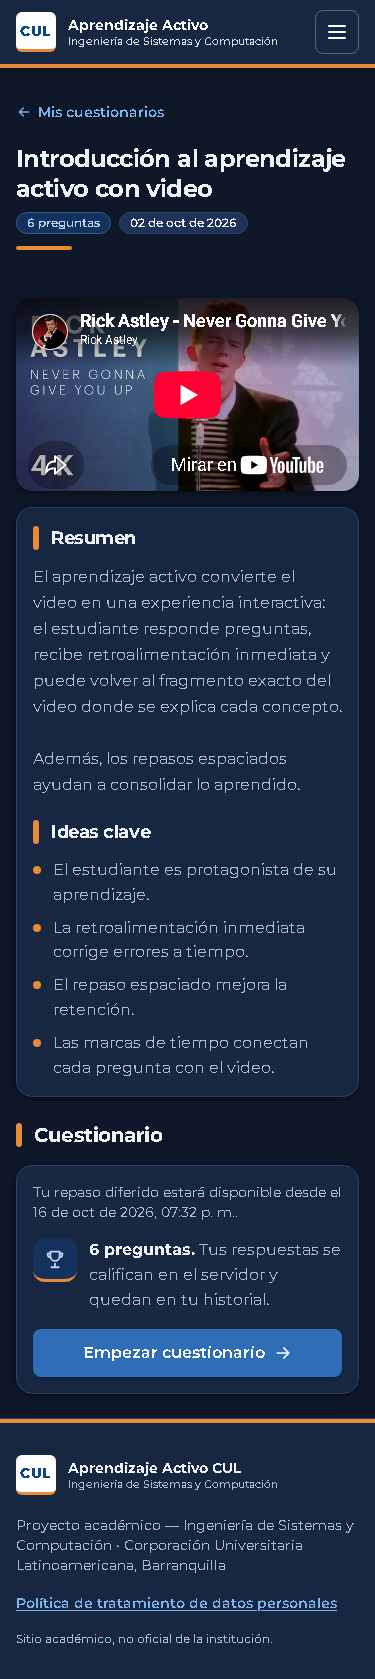 CUL
Aprendizaje Activo
Ingeniería de Sistemas y Computación
← Mis cuestionarios
Introducción al aprendizaje
activo con video
6 preguntas
02 de oct de 2026
Rick Astley - Never Gonna Give
Rick Astley
ASTLEY
NEVER GONNA
GIVE YOU UP
4K
Mirar en YouTube
Resumen
El aprendizaje activo convierte el
video en una experiencia interactiva:
el estudiante responde preguntas,
recibe retroalimentación inmediata y
puede volver al fragmento exacto del
video donde se explica cada concepto.
Además, los repasos espaciados
ayudan a consolidar lo aprendido.
Ideas clave
El estudiante es protagonista de su
aprendizaje.
La retroalimentación inmediata
corrige errores a tiempo.
El repaso espaciado mejora la
retención.
Las marcas de tiempo conectan
cada pregunta con el video.
Cuestionario
Tu repaso diferido estará disponible desde el
16 de oct de 2026, 07:32 p. m..
6 preguntas. Tus respuestas se
califican en el servidor y
quedan en tu historial.
Empezar cuestionario →
CUL
Aprendizaje Activo CUL
Ingeniería de Sistemas y Computación
Proyecto académico — Ingeniería de Sistemas y
Computación · Corporación Universitaria
Latinoamericana, Barranquilla
Política de tratamiento de datos personales
Sitio académico, no oficial de la institución.